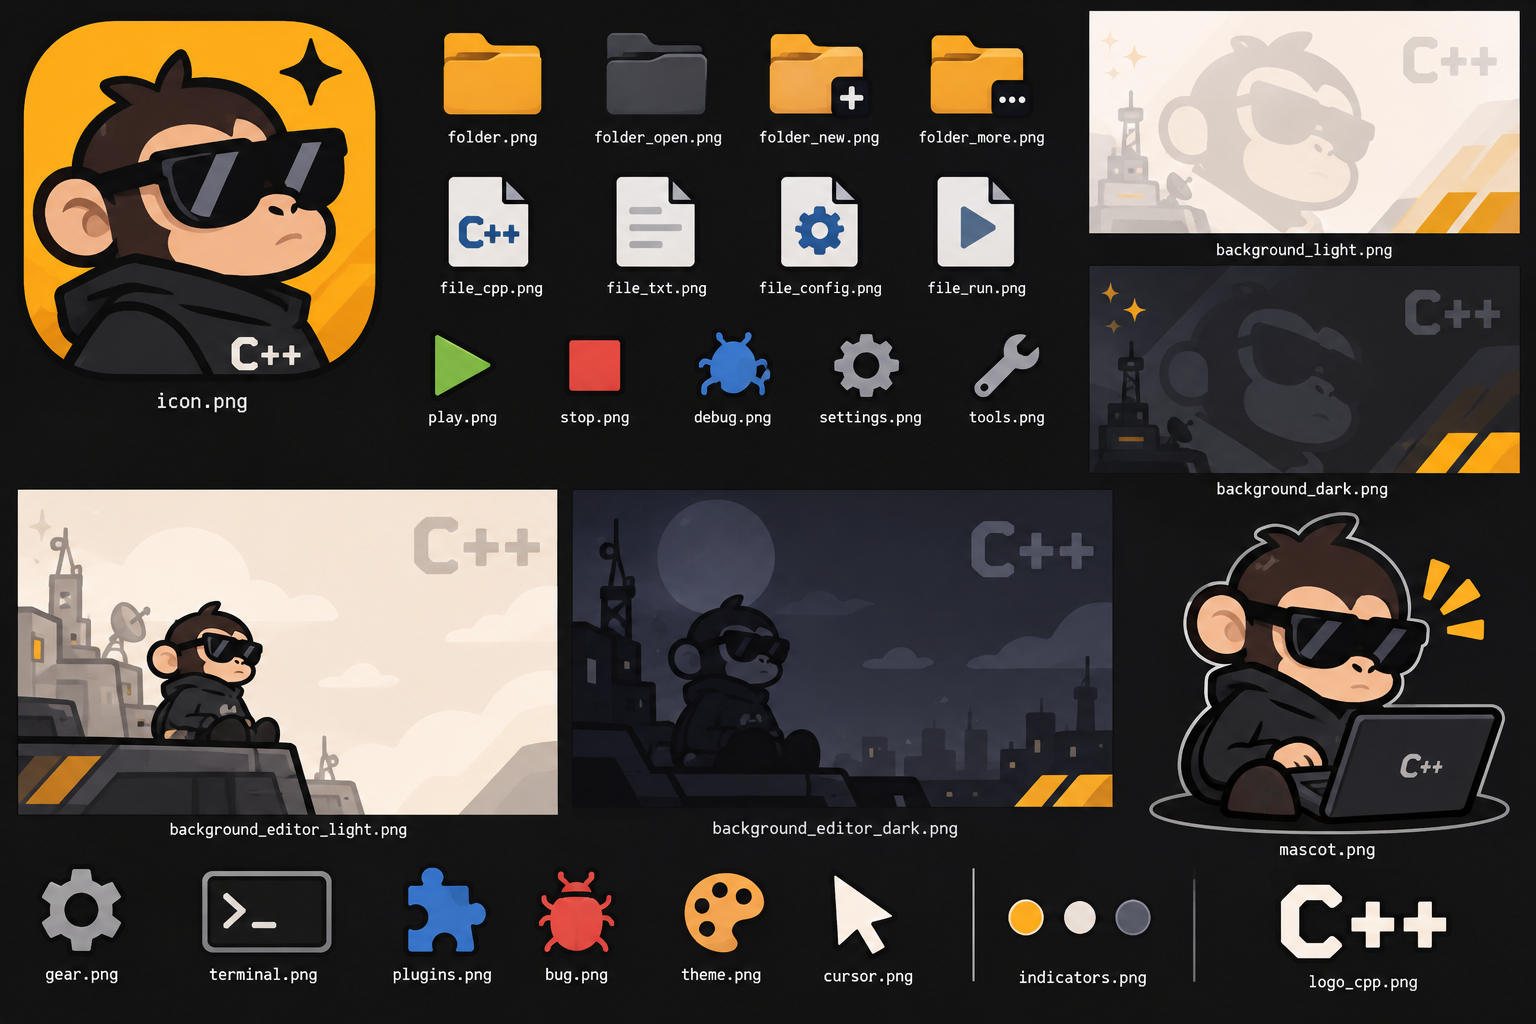 C++
icon.png
folder.png
folder_open.png
folder_new.png
folder_more.png
C++
file_cpp.png
file_txt.png
file_config.png
file_run.png
play.png
stop.png
debug.png
settings.png
tools.png
C++
background_light.png
C++
background_dark.png
C++
background_editor_light.png
C++
background_editor_dark.png
C++
mascot.png
gear.png
>_
terminal.png
plugins.png
bug.png
theme.png
cursor.png
indicators.png
C++
logo_cpp.png